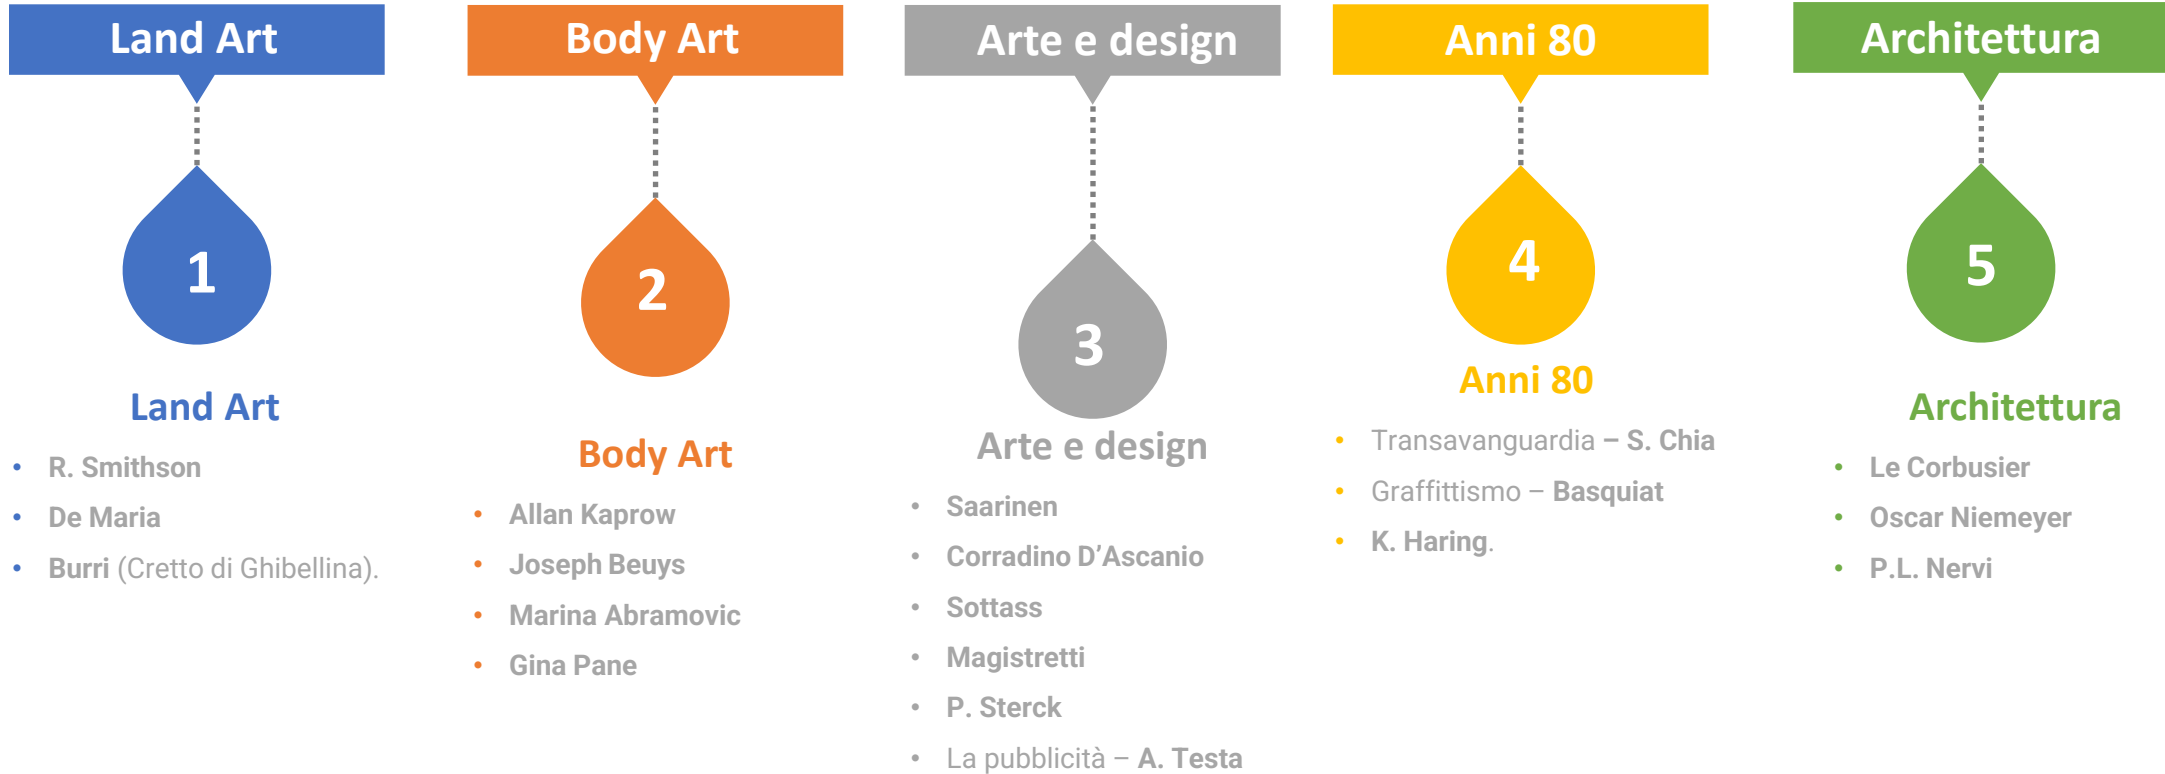 Land Art
1
Land Art
• R. Smithson
• De Maria
• Burri (Cretto di Ghibellina).
Body Art
2
Body Art
• Allan Kaprow
• Joseph Beuys
• Marina Abramovic
• Gina Pane
Arte e design
3
Arte e design
• Saarinen
• Corradino D'Ascanio
• Sottass
• Magistretti
• P. Sterck
• La pubblicità – A. Testa
Anni 80
4
Anni 80
• Transavanguardia – S. Chia
• Graffittismo – Basquiat
• K. Haring.
Architettura
5
Architettura
• Le Corbusier
• Oscar Niemeyer
• P.L. Nervi